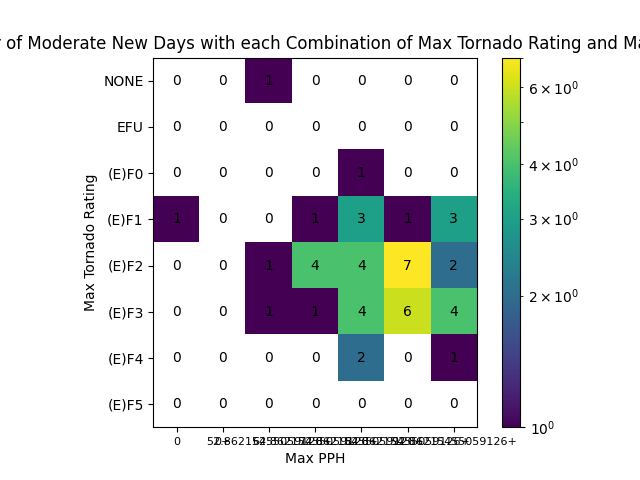 of Moderate New Days with each Combination of Max Tornado Rating and
NONE 0 0 1 0 0 0 0
EFU 0 0 0 0 0 0 0
(E)F0 0 0 0 0 1 0 0
(E)F1 1 0 0 1 3 1 3
(E)F2 0 0 1 4 4 7 2
(E)F3 0 0 1 1 4 6 4
(E)F4 0 0 0 0 2 0 1
(E)F5 0 0 0 0 0 0 0
0
Max PPH
Max Tornado Rating
6 × 10⁰
4 × 10⁰
3 × 10⁰
2 × 10⁰
10⁰